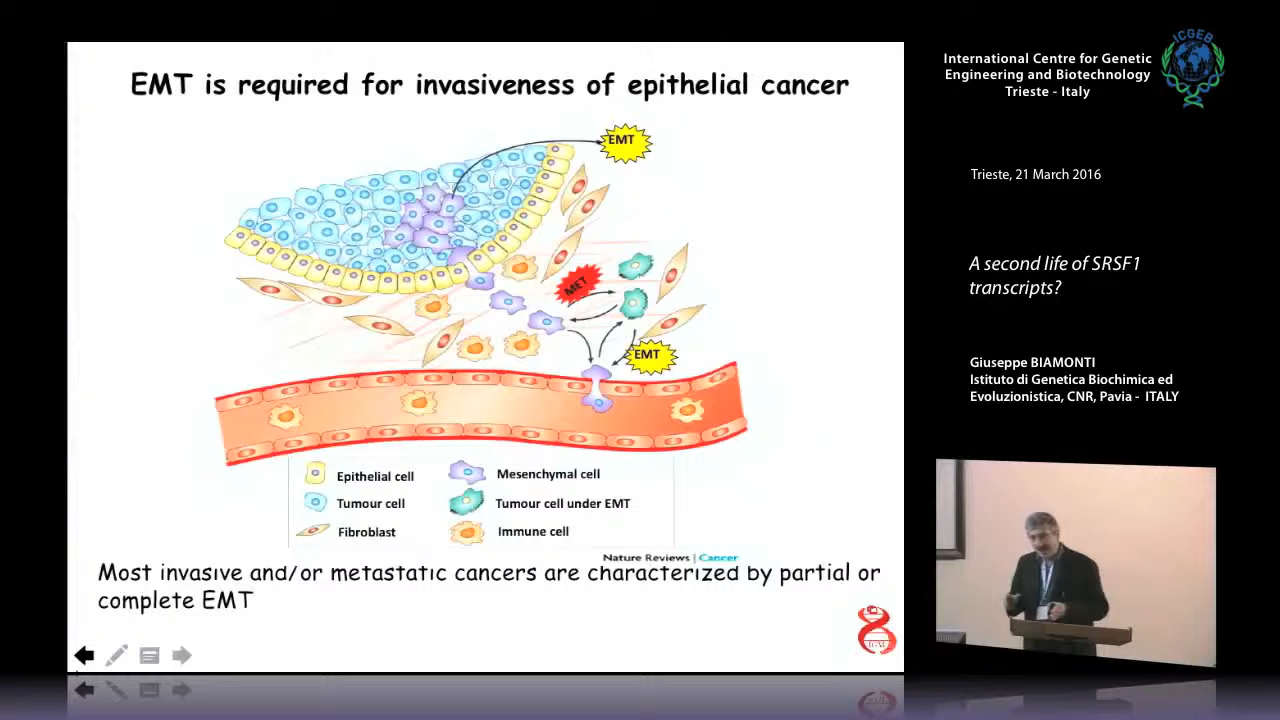 EMT is required for invasiveness of epithelial cancer
EMT
MET
EMT
Epithelial cell
Mesenchymal cell
Tumour cell
Tumour cell under EMT
Fibroblast
Immune cell
Nature Reviews | Cancer
Most invasive and/or metastatic cancers are characterized by partial or
complete EMT
IGM
International Centre for Genetic
Engineering and Biotechnology
Trieste - Italy
ICGEB
Trieste, 21 March 2016
A second life of SRSF1
transcripts?
Giuseppe BIAMONTI
Istituto di Genetica Biochimica ed
Evoluzionistica, CNR, Pavia - ITALY